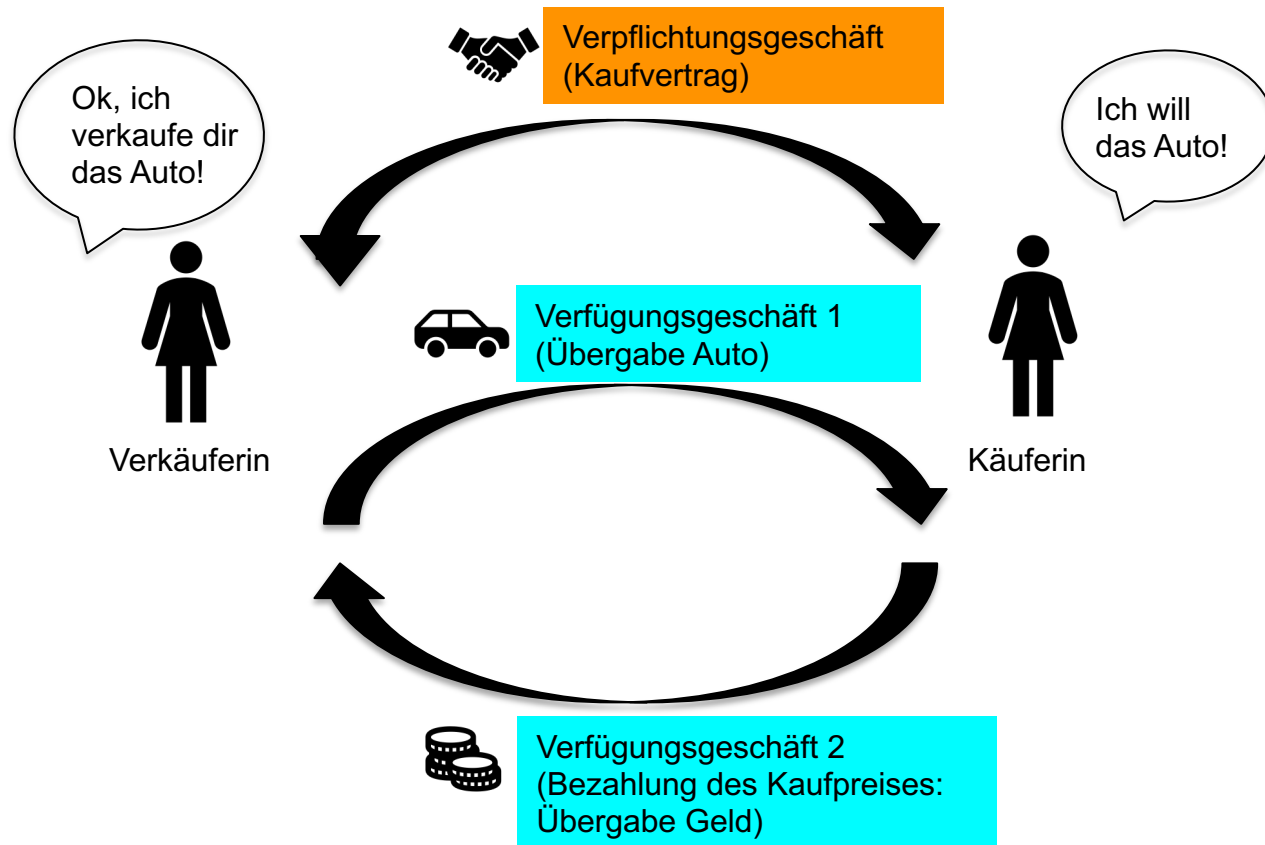 Verpflichtungsgeschäft
(Kaufvertrag)
Ok, ich
verkaufe dir
das Auto!
Ich will
das Auto!
Verfügungsgeschäft 1
(Übergabe Auto)
Verkäuferin
Käuferin
Verfügungsgeschäft 2
(Bezahlung des Kaufpreises:
Übergabe Geld)